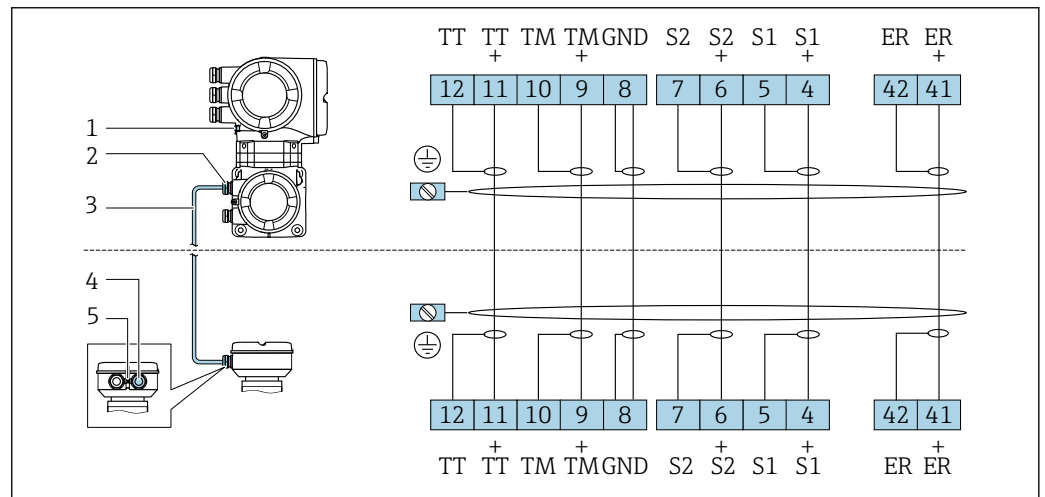 TT TT TM TM GND S2 S2 S1 S1 ER ER
+ + + + +
12 11 10 9 8 7 6 5 4 42 41
1
2
3
4
5
12 11 10 9 8 7 6 5 4 42 41
+ + + + +
TT TT TM TM GND S2 S2 S1 S1 ER ER